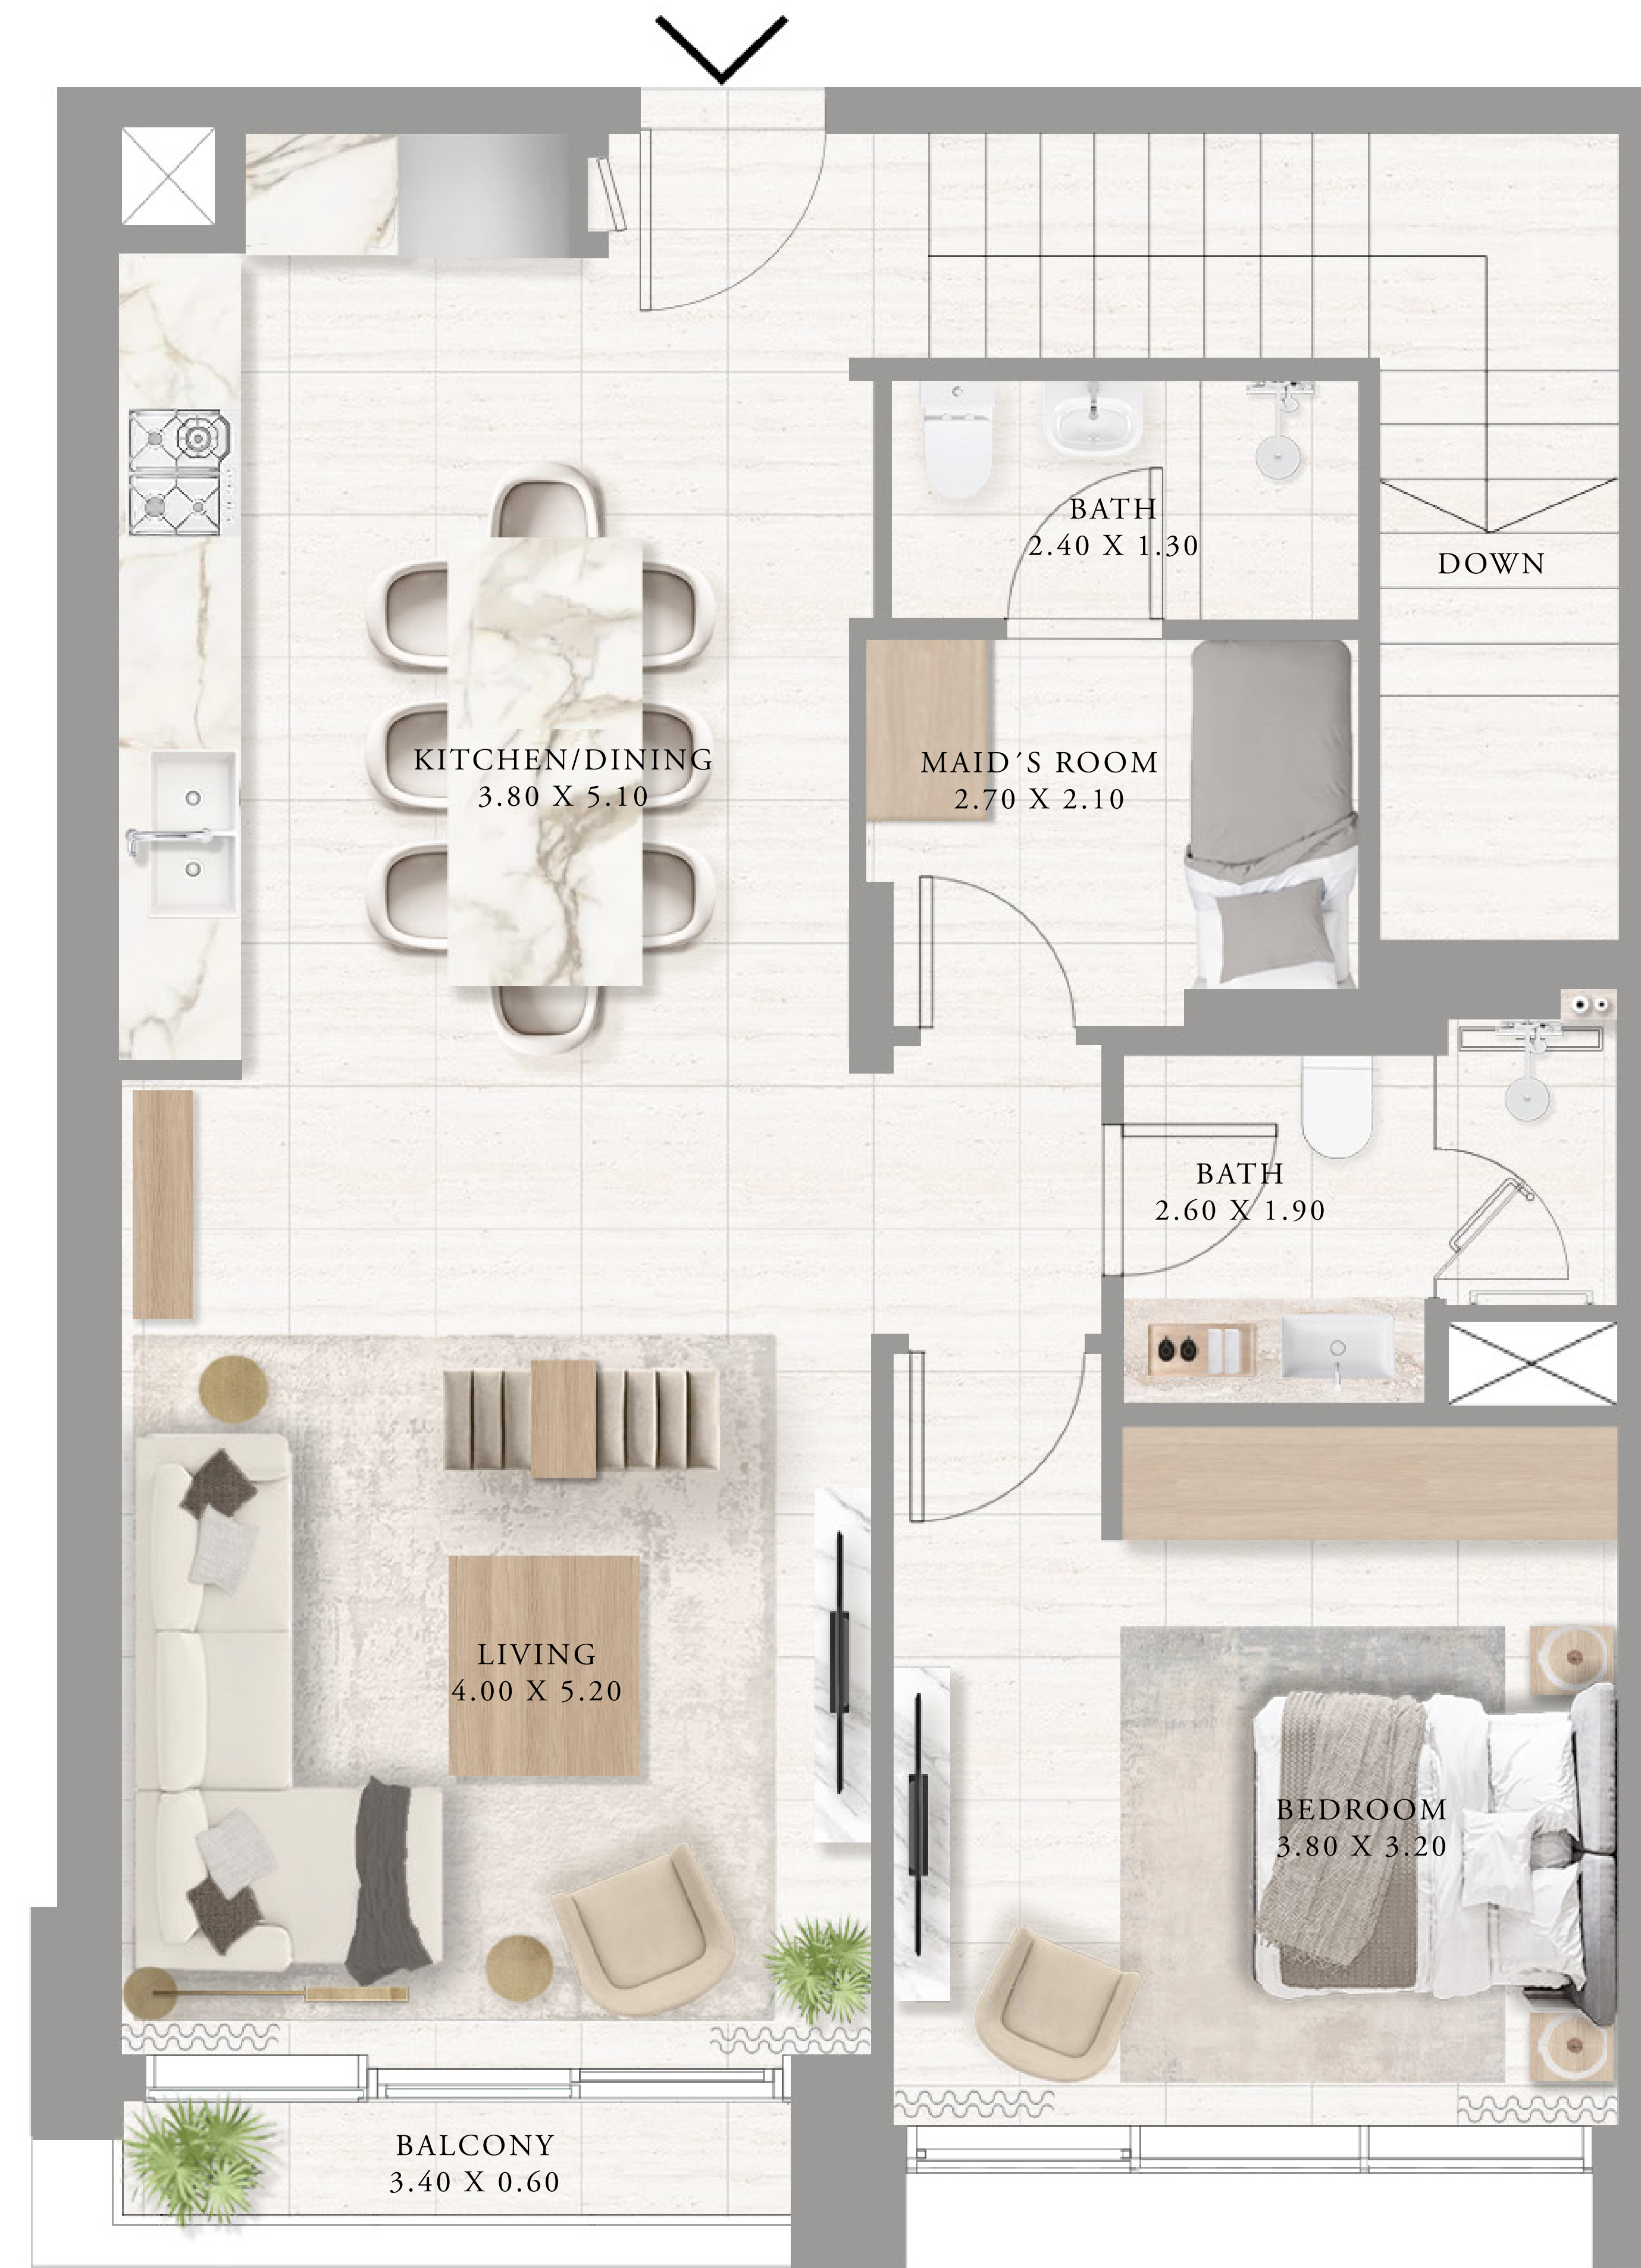 BATH
2.40 X 1.30
DOWN
KITCHEN/DINING
3.80 X 5.10
MAID´S ROOM
2.70 X 2.10
BATH
2.60 X 1.90
LIVING
4.00 X 5.20
BEDROOM
3.80 X 3.20
BALCONY
3.40 X 0.60